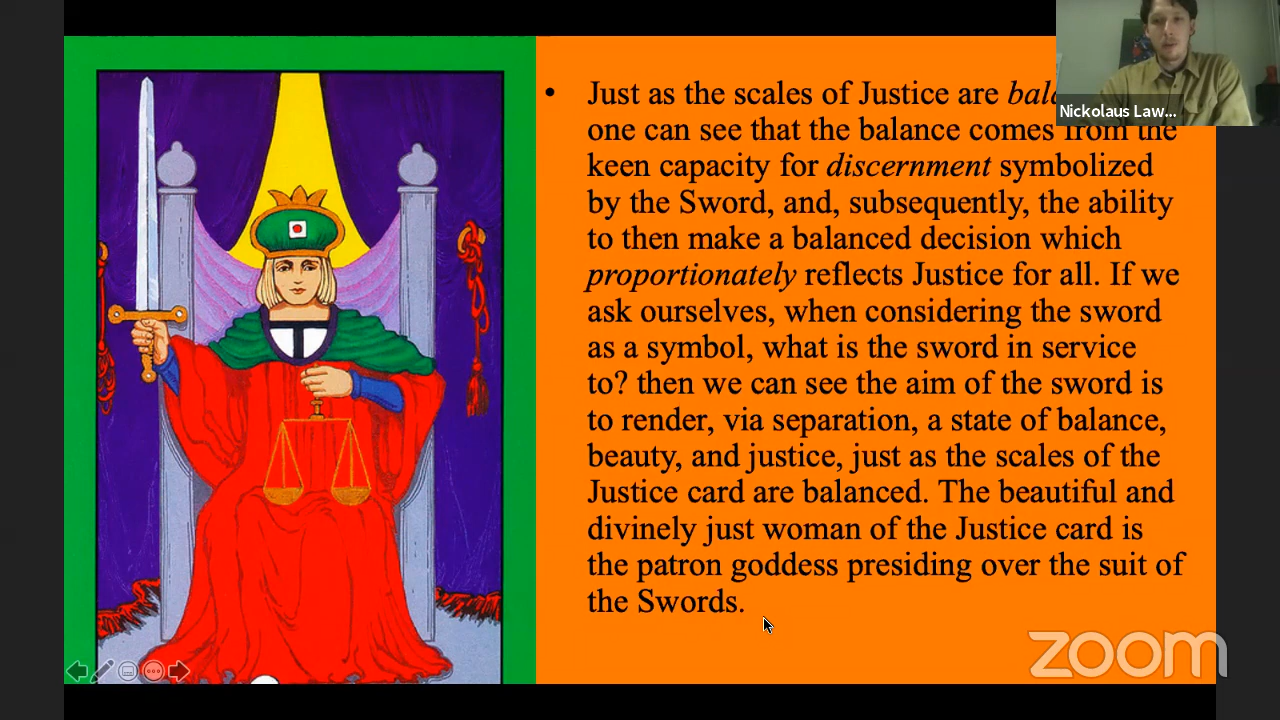 • Just as the scales of Justice are
one can see that the balance comes from the
keen capacity for discernment symbolized
by the Sword, and, subsequently, the ability
to then make a balanced decision which
proportionately reflects Justice for all. If we
ask ourselves, when considering the sword
as a symbol, what is the sword in service
to? then we can see the aim of the sword is
to render, via separation, a state of balance,
beauty, and justice, just as the scales of the
Justice card are balanced. The beautiful and
divinely just woman of the Justice card is
the patron goddess presiding over the suit of
the Swords.
Nickolaus Law...
zoom